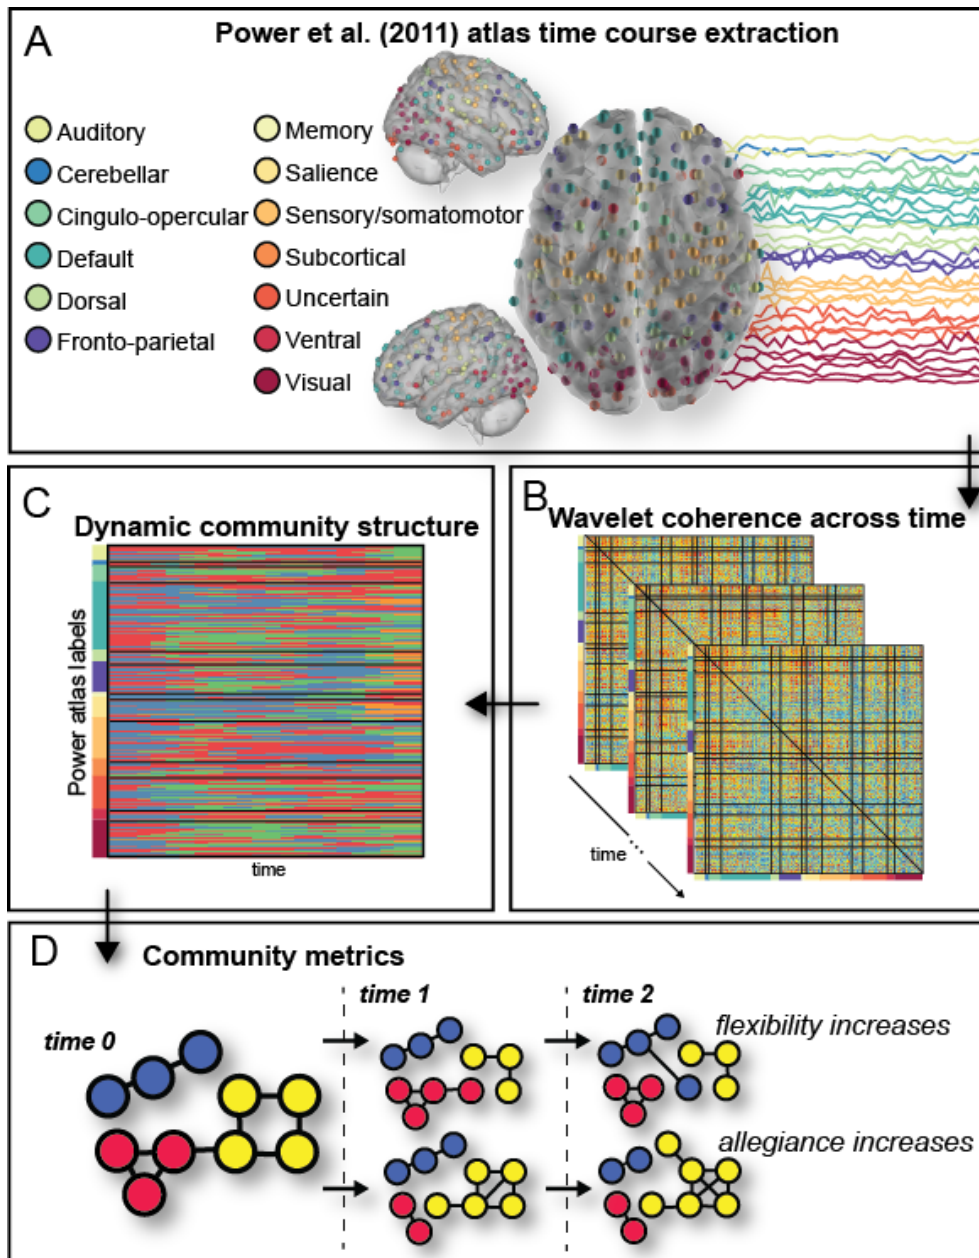 A
Power et al. (2011) atlas time course extraction
Auditory
Cerebellar
Cingulo-opercular
Default
Dorsal
Fronto-parietal
Memory
Salience
Sensory/somatomotor
Subcortical
Uncertain
Ventral
Visual
C
Dynamic community structure
Power atlas labels
time
B
Wavelet coherence across time
time
D
Community metrics
time 0
time 1
time 2
flexibility increases
allegiance increases